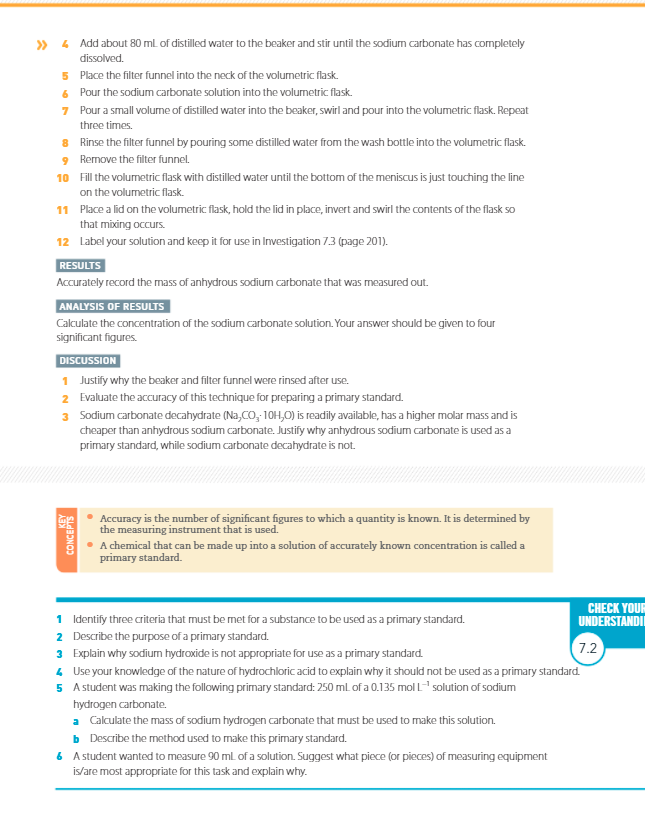 » 4 Add about 80 mL of distilled water to the beaker and stir until the sodium carbonate has completely
dissolved.
5 Place the filter funnel into the neck of the volumetric flask.
6 Pour the sodium carbonate solution into the volumetric flask.
7 Pour a small volume of distilled water into the beaker, swirl and pour into the volumetric flask. Repeat
three times.
8 Rinse the filter funnel by pouring some distilled water from the wash bottle into the volumetric flask.
9 Remove the filter funnel.
10 Fill the volumetric flask with distilled water until the bottom of the meniscus is just touching the line
on the volumetric flask.
11 Place a lid on the volumetric flask, hold the lid in place, invert and swirl the contents of the flask so
that mixing occurs.
12 Label your solution and keep it for use in Investigation 7.3 (page 201).
RESULTS
Accurately record the mass of anhydrous sodium carbonate that was measured out.
ANALYSIS OF RESULTS
Calculate the concentration of the sodium carbonate solution. Your answer should be given to four
significant figures.
DISCUSSION
1 Justify why the beaker and filter funnel were rinsed after use.
2 Evaluate the accuracy of this technique for preparing a primary standard.
3 Sodium carbonate decahydrate (Na₂CO₃·10H₂O) is readily available, has a higher molar mass and is
cheaper than anhydrous sodium carbonate. Justify why anhydrous sodium carbonate is used as a
primary standard, while sodium carbonate decahydrate is not.
KEY
CONCEPTS
• Accuracy is the number of significant figures to which a quantity is known. It is determined by
the measuring instrument that is used.
• A chemical that can be made up into a solution of accurately known concentration is called a
primary standard.
CHECK YOUR
UNDERSTANDI
7.2
1 Identify three criteria that must be met for a substance to be used as a primary standard.
2 Describe the purpose of a primary standard.
3 Explain why sodium hydroxide is not appropriate for use as a primary standard.
4 Use your knowledge of the nature of hydrochloric acid to explain why it should not be used as a primary standard.
5 A student was making the following primary standard: 250 mL of a 0.135 mol L⁻¹ solution of sodium
hydrogen carbonate.
a Calculate the mass of sodium hydrogen carbonate that must be used to make this solution.
b Describe the method used to make this primary standard.
6 A student wanted to measure 90 mL of a solution. Suggest what piece (or pieces) of measuring equipment
is/are most appropriate for this task and explain why.